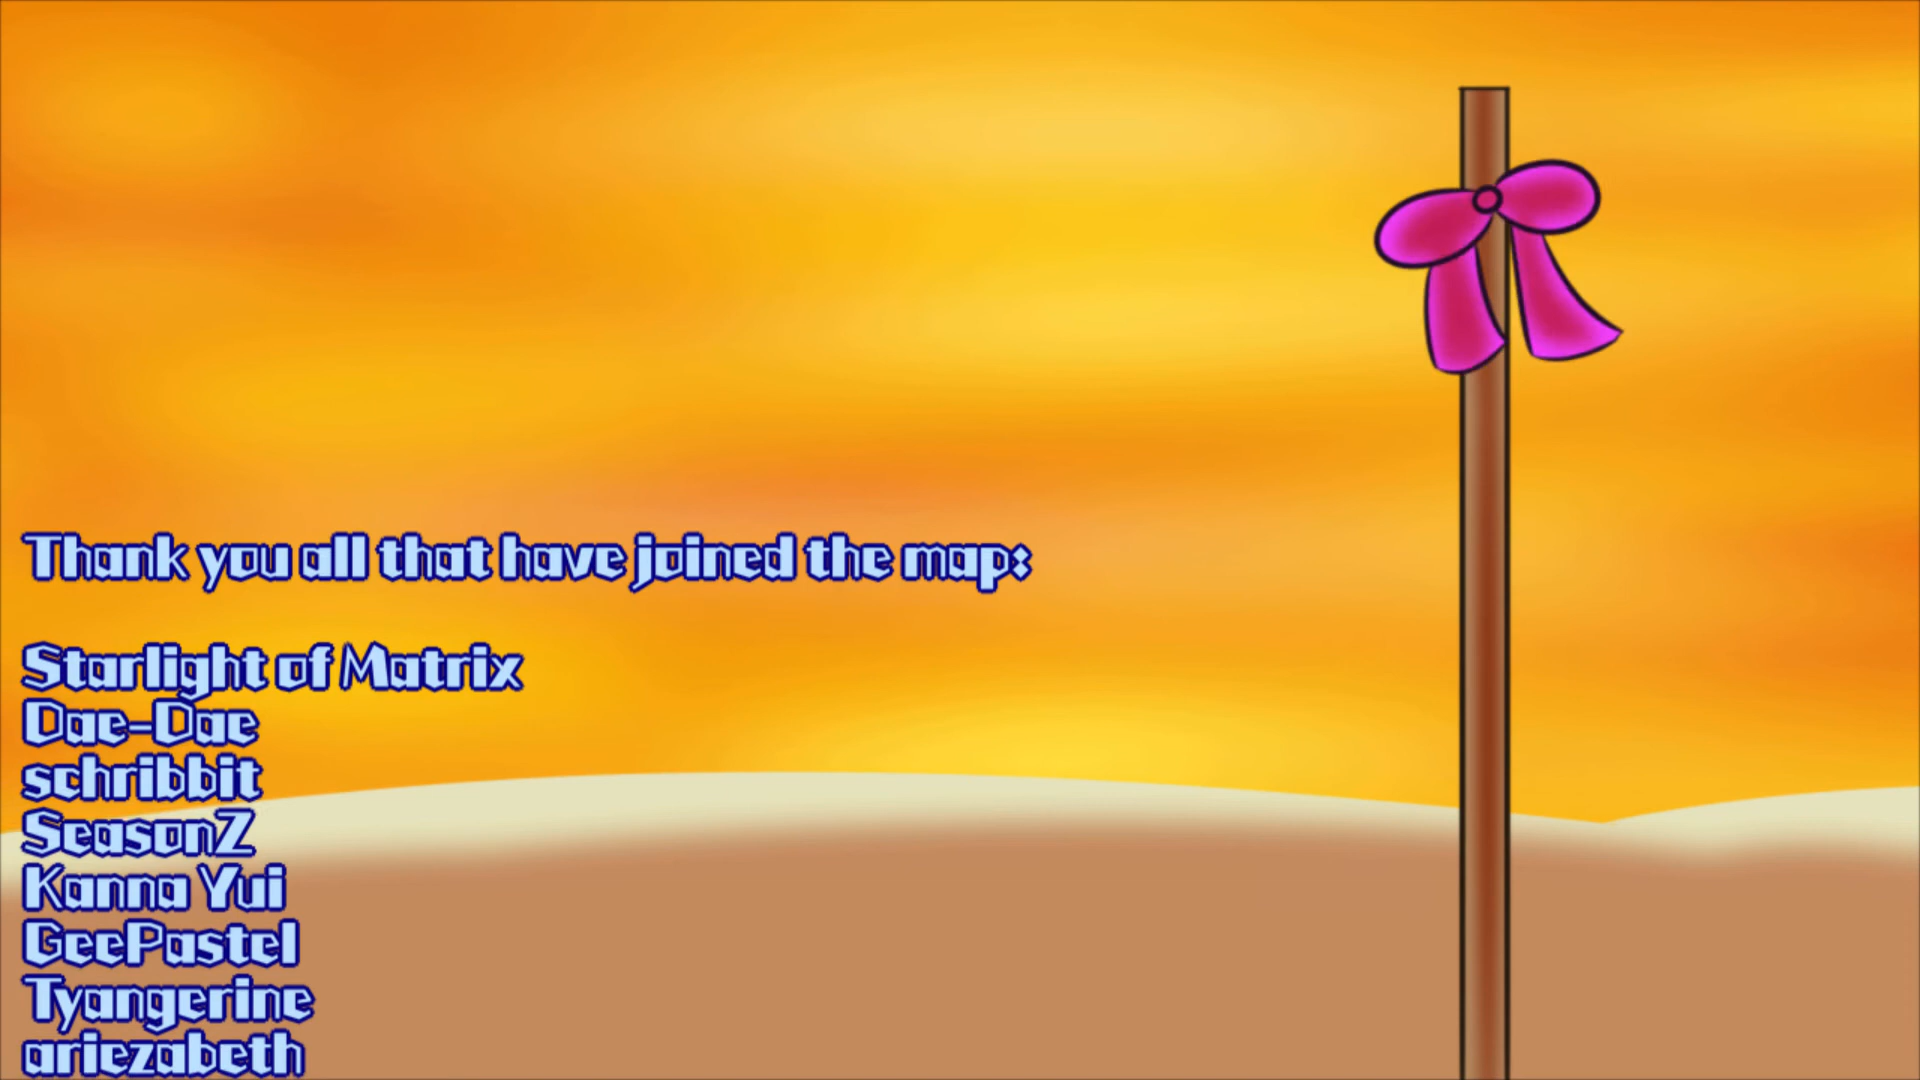 Thank you all that have joined the map:
Starlight of Matrix
Dae-Dae
schribbit
SeasonZ
Kanna Yui
GeePastel
Tyangerine
ariezabeth